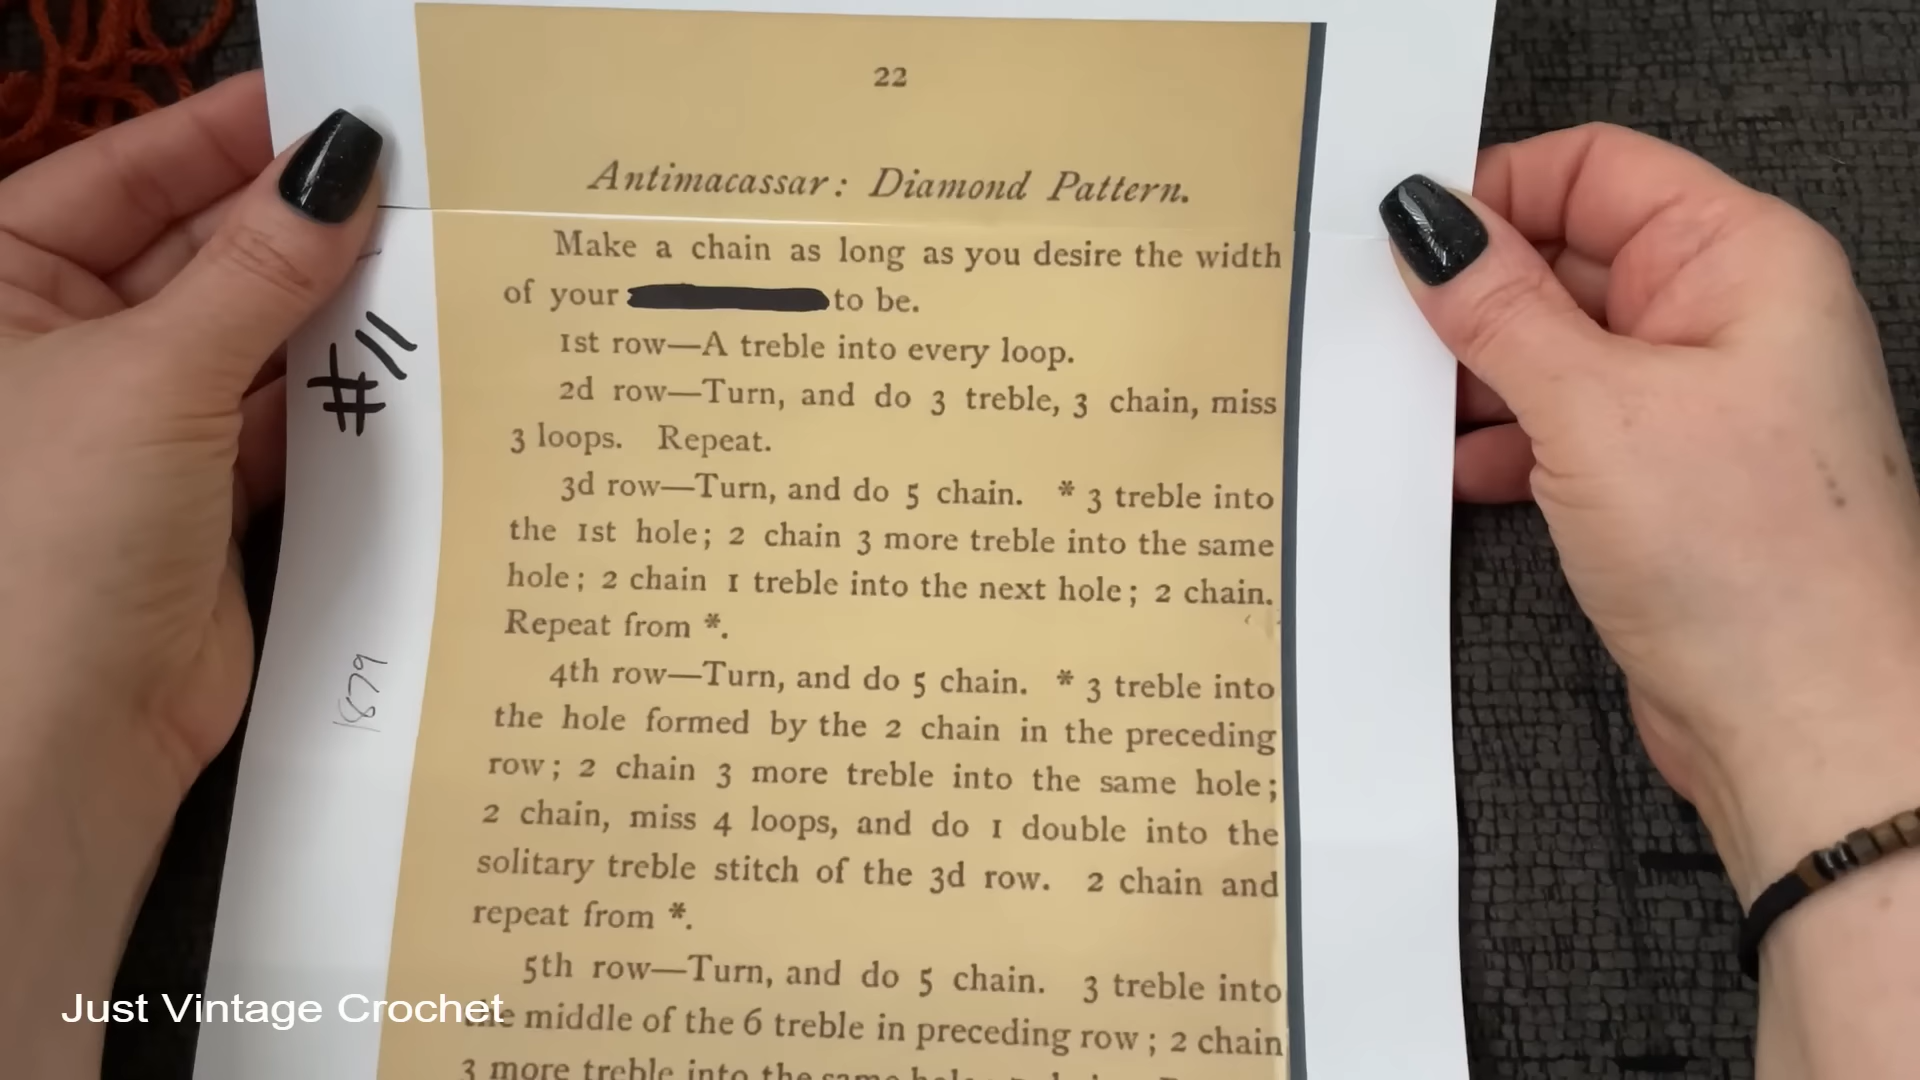 22
Antimacassar: Diamond Pattern.
Make a chain as long as you desire the width
of your to be.
1st row—A treble into every loop.
2d row—Turn, and do 3 treble, 3 chain, miss
3 loops. Repeat.
3d row—Turn, and do 5 chain. * 3 treble into
the 1st hole; 2 chain 3 more treble into the same
hole; 2 chain 1 treble into the next hole; 2 chain.
Repeat from *.
4th row—Turn, and do 5 chain. * 3 treble into
the hole formed by the 2 chain in the preceding
row; 2 chain 3 more treble into the same hole;
2 chain, miss 4 loops, and do 1 double into the
solitary treble stitch of the 3d row. 2 chain and
repeat from *.
5th row—Turn, and do 5 chain. 3 treble into
the middle of the 6 treble in preceding row; 2 chain
3 more treble into the same
#11
1879
Just Vintage Crochet